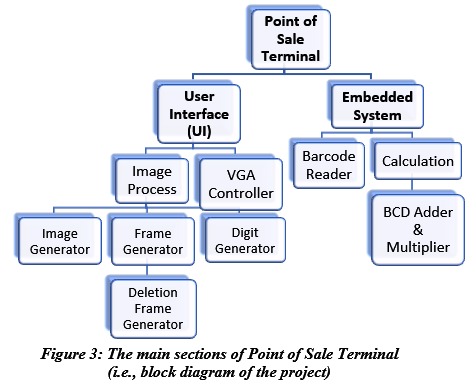 Point of
Sale
Terminal
User
Interface
(UI)
Embedded
System
Image
Process
VGA
Controller
Barcode
Reader
Calculation
Image
Generator
Frame
Generator
Digit
Generator
BCD Adder
&
Multiplier
Deletion
Frame
Generator
Figure 3: The main sections of Point of Sale Terminal
(i.e., block diagram of the project)